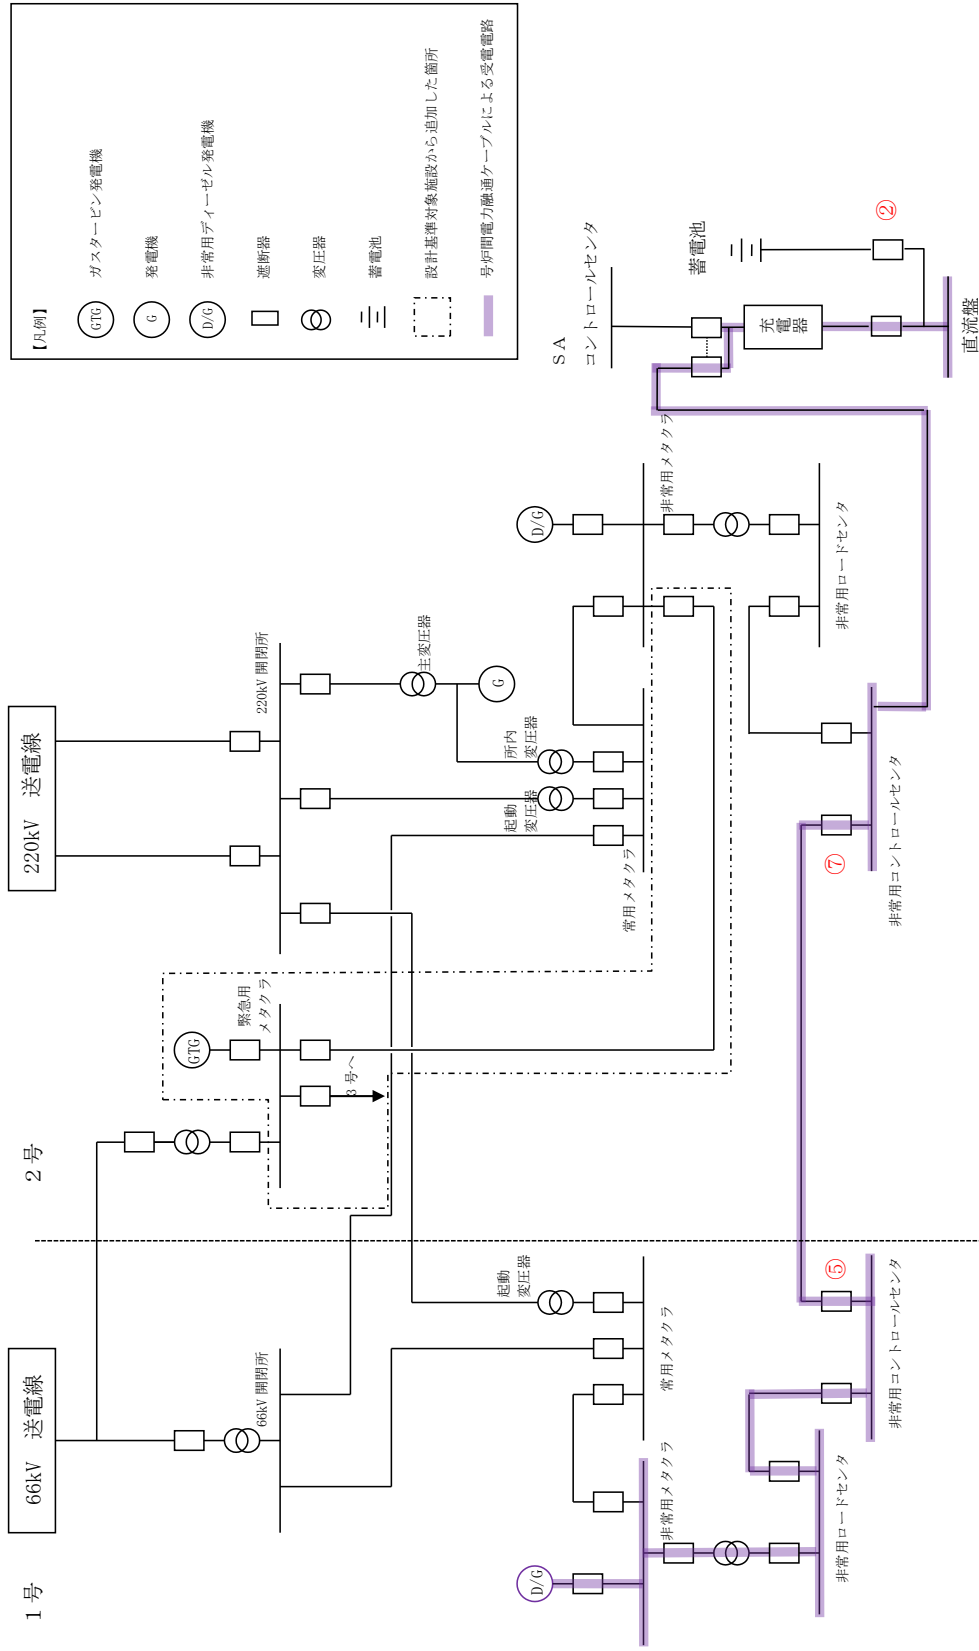 1号
2号
66kV 送電線
220kV 送電線
66kV 開閉所
220kV 開閉所
主変圧器
G
所内
変圧器
起動
変圧器
緊急用
メタクラ
GTG
3号へ
起動
変圧器
常用メタクラ
常用メタクラ
非常用メタクラ
非常用メタクラ
D/G
D/G
非常用ロードセンタ
非常用ロードセンタ
非常用コントロールセンタ
非常用コントロールセンタ
⑤
⑦
②
SA
コントロールセンタ
蓄電池
充電器
直流盤
【凡例】
GTG
ガスタービン発電機
G
発電機
D/G
非常用ディーゼル発電機
遮断器
変圧器
蓄電池
設計基準対象施設から追加した箇所
号炉間電力融通ケーブルによる受電電路